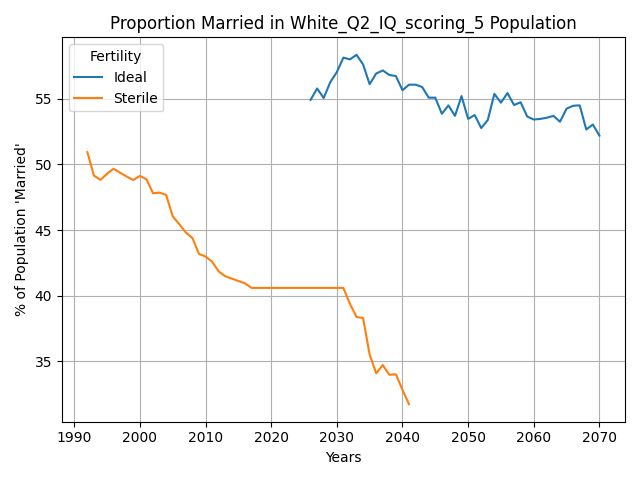 Proportion Married in White_Q2_IQ_scoring_5 Population
Fertility
Ideal
Sterile
% of Population 'Married'
55
50
45
40
35
1990 2000 2010 2020 2030 2040 2050 2060 2070
Years